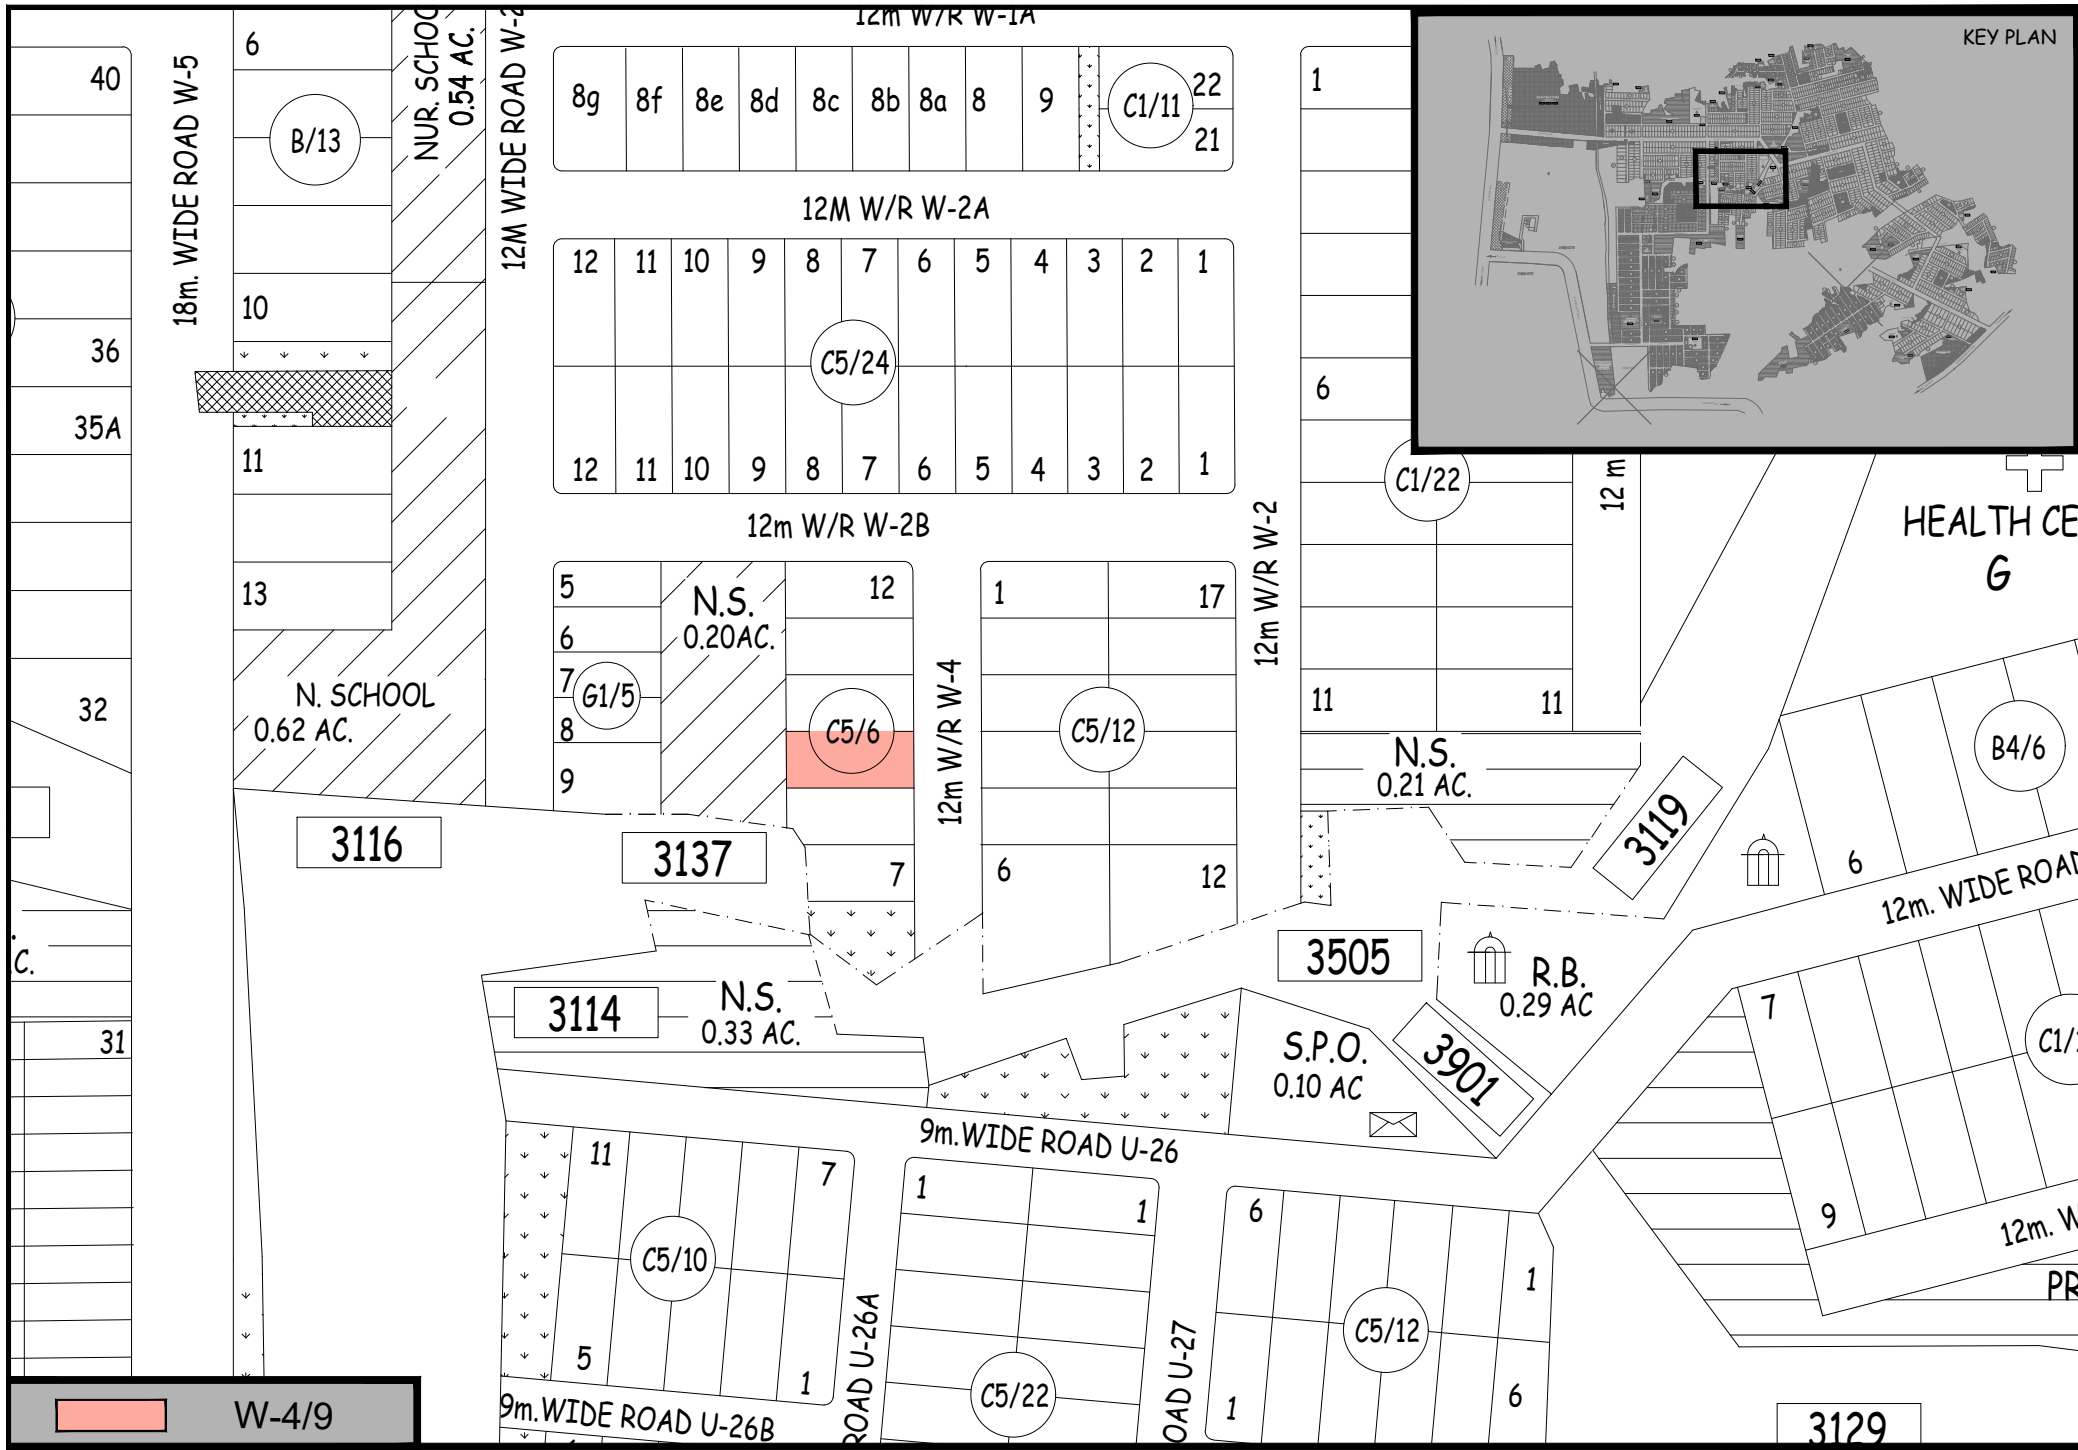 12m W/R W-1A
KEY PLAN
40
18m. WIDE ROAD W-5
6
B/13
NUR. SCHOO
0.54 AC.
12M WIDE ROAD W-2
8g 8f 8e 8d 8c 8b 8a 8 9
C1/11
22
21
1
12M W/R W-2A
12 11 10 9 8 7 6 5 4 3 2 1
10
36
C5/24
6
35A
11
12 11 10 9 8 7 6 5 4 3 2 1
C1/22
12 m
12m W/R W-2B
12m W/R W-2
HEALTH CE
G
13
5
6
7
G1/5
8
9
N.S.
0.20AC.
12
C5/6
7
12m W/R W-4
1
17
C5/12
6
12
11
11
32
N. SCHOOL
0.62 AC.
N.S.
0.21 AC.
B4/6
3116
3137
3119
6
12m. WIDE ROAD
C.
3505
R.B.
0.29 AC
3114
N.S.
0.33 AC.
S.P.O.
0.10 AC
3901
7
C1/
31
9m.WIDE ROAD U-26
11
7
C5/10
5
1
1
1
C5/22
6
1
C5/12
1
6
9
12m. W
PR
ROAD U-26A
OAD U-27
9m.WIDE ROAD U-26B
3129
W-4/9